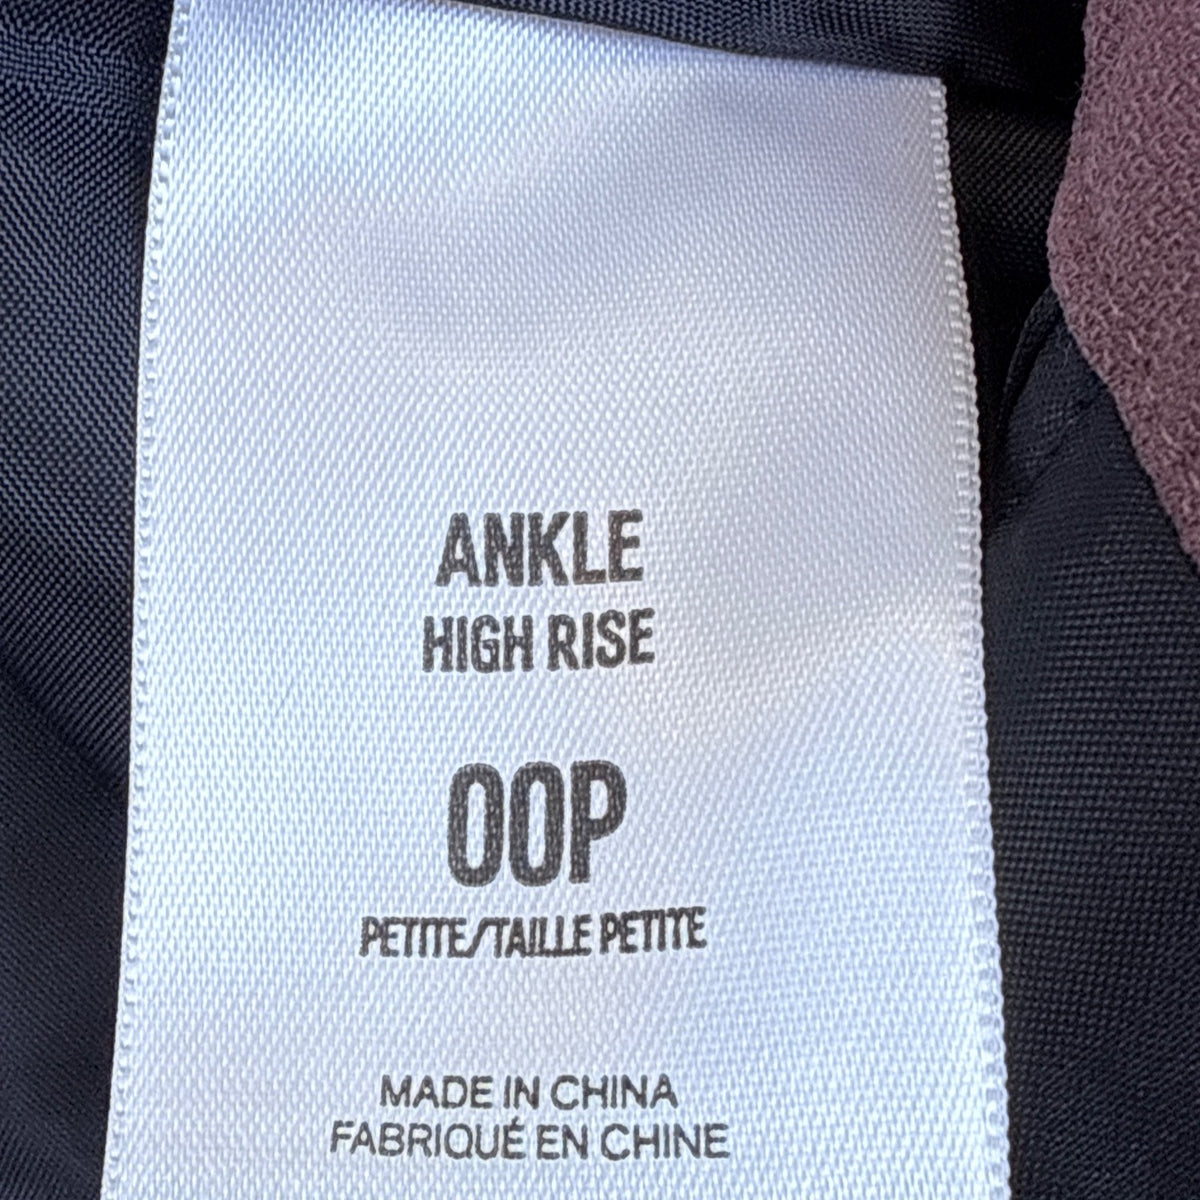 ANKLE
HIGH RISE
00P
PETITE/TAILLE PETITE
MADE IN CHINA
FABRIQUÉ EN CHINE